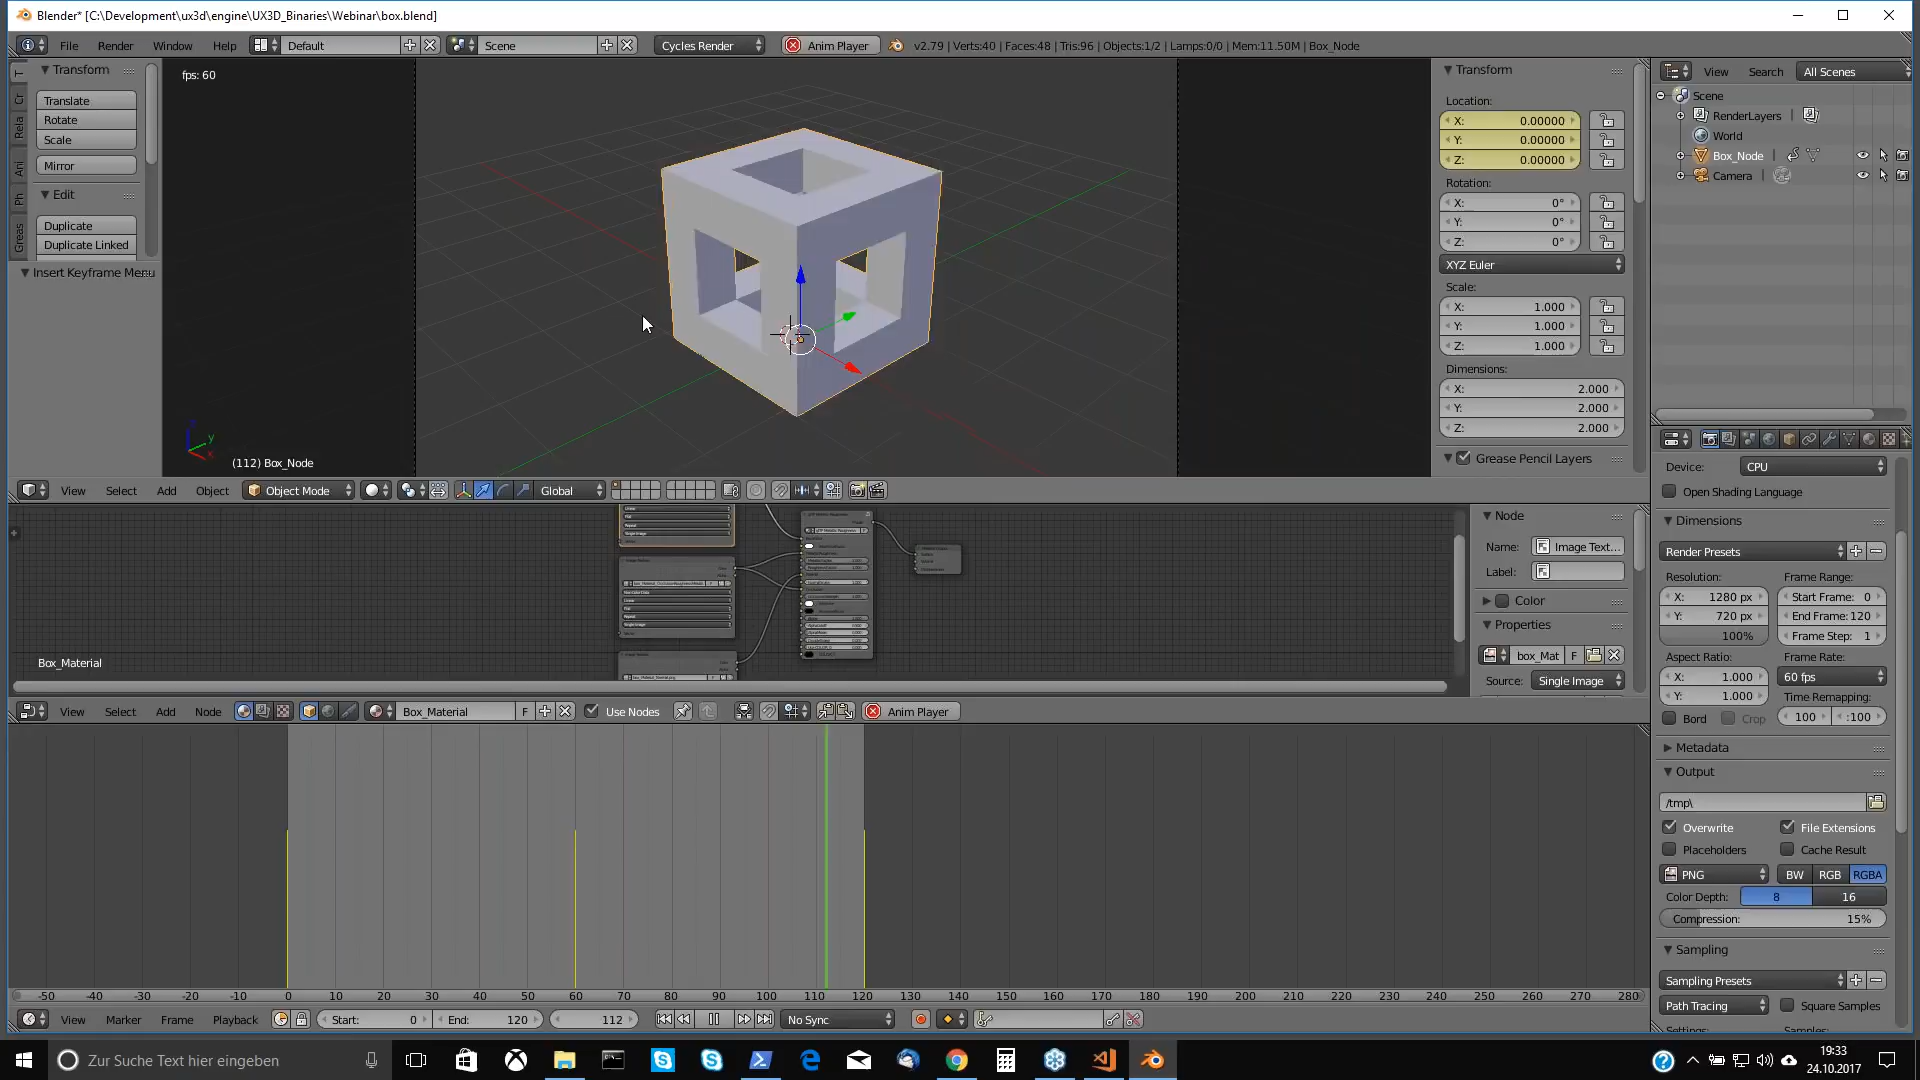 Blender* [C:\Development\ux3d\engine\UX3D_Binaries\Webinar\box.blend]
File Render Window Help Default Scene Cycles Render Anim Player v2.79 | Verts:40 | Faces:48 | Tris:96 | Objects:1/2 | Lamps:0/0 | Mem:11.50M | Box_Node
Transform
Translate
Rotate
Scale
Mirror
Edit
Duplicate
Duplicate Linked
Insert Keyframe Menu
Cr
Rela
Ani
Ph
Greas
fps: 60
(112) Box_Node
Transform
Location:
X: 0.00000
Y: 0.00000
Z: 0.00000
Rotation:
X: 0°
Y: 0°
Z: 0°
XYZ Euler
Scale:
X: 1.000
Y: 1.000
Z: 1.000
Dimensions:
X: 2.000
Y: 2.000
Z: 2.000
Grease Pencil Layers
View Search All Scenes
Scene
RenderLayers
World
Box_Node
Camera
View Select Add Object Object Mode Global
Box_Material
Node
Name: Image Text...
Label:
Color
Properties
box_Mat F
Source: Single Image
View Select Add Node Box_Material F Use Nodes Anim Player
Device: CPU
Open Shading Language
Dimensions
Render Presets
Resolution: Frame Range:
X: 1280 px Start Frame: 0
Y: 720 px End Frame: 120
100% Frame Step: 1
Aspect Ratio: Frame Rate:
X: 1.000 60 fps
Y: 1.000 Time Remapping:
Bord Crop 100 :100
Metadata
Output
/tmp\
Overwrite File Extensions
Placeholders Cache Result
PNG BW RGB RGBA
Color Depth: 8 16
Compression: 15%
Sampling
Sampling Presets
Path Tracing Square Samples
-50 -40 -30 -20 -10 0 10 20 30 40 50 60 70 80 90 100 110 120 130 140 150 160 170 180 190 200 210 220 230 240 250 260 270 280
View Marker Frame Playback Start: 0 End: 120 112 No Sync
Zur Suche Text hier eingeben
19:33
24.10.2017